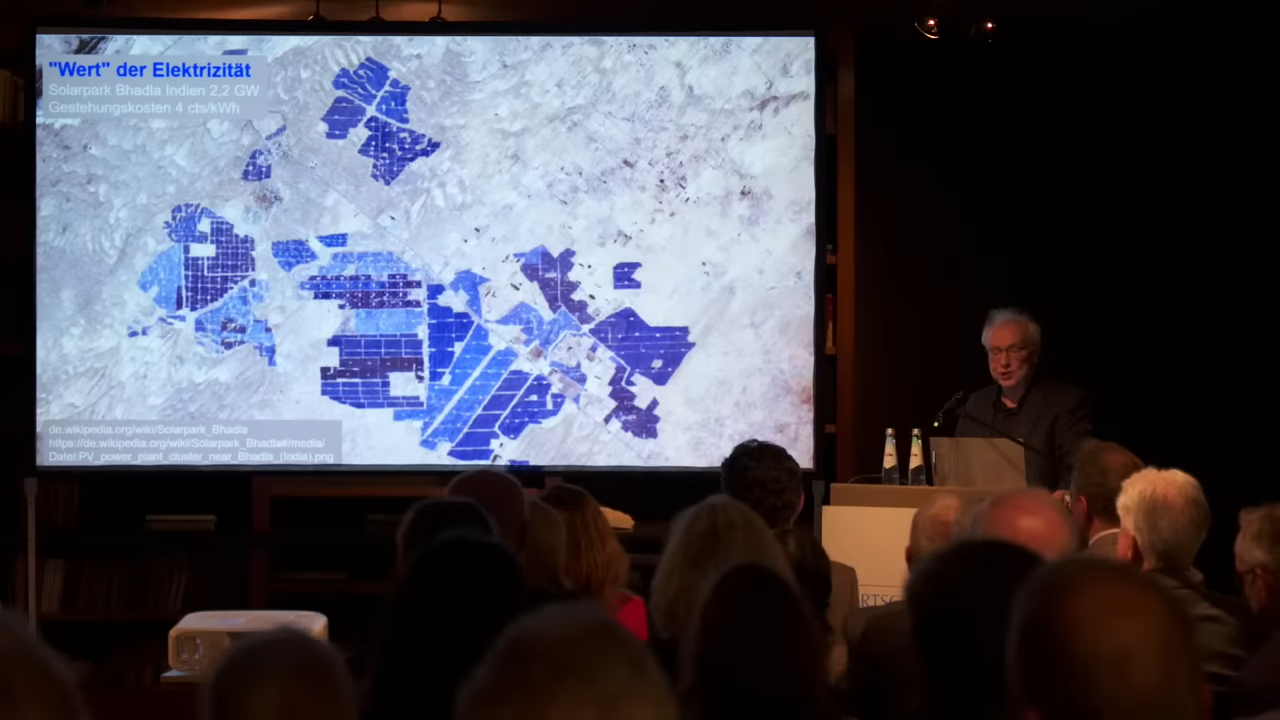 "Wert" der Elektrizität
Solarpark Bhadla Indien 2,2 GW
Gestehungskosten 4 cts/kWh
de.wikipedia.org/wiki/Solarpark_Bhadla
https://de.wikipedia.org/wiki/Solarpark_Bhadla#/media/
Datei:PV_power_plant_cluster_near_Bhadla_(India).png
RTSC